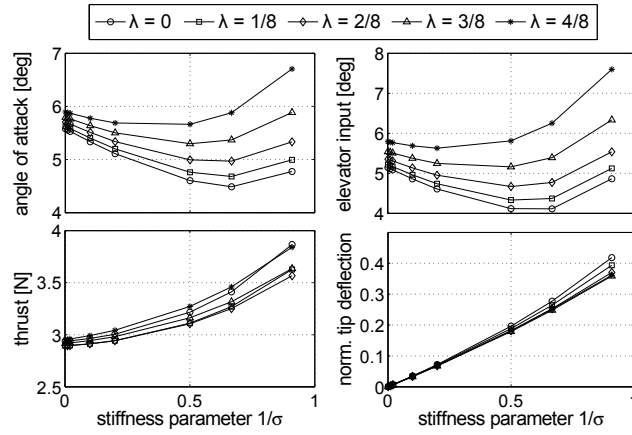 λ = 0 λ = 1/8 λ = 2/8 λ = 3/8 λ = 4/8
angle of attack [deg]
7
6
5
4
elevator input [deg]
8
7
6
5
4
thrust [N]
4
3.5
3
2.5
0 0.5 1
stiffness parameter 1/σ
norm. tip deflection
0.4
0.3
0.2
0.1
0
0 0.5 1
stiffness parameter 1/σ